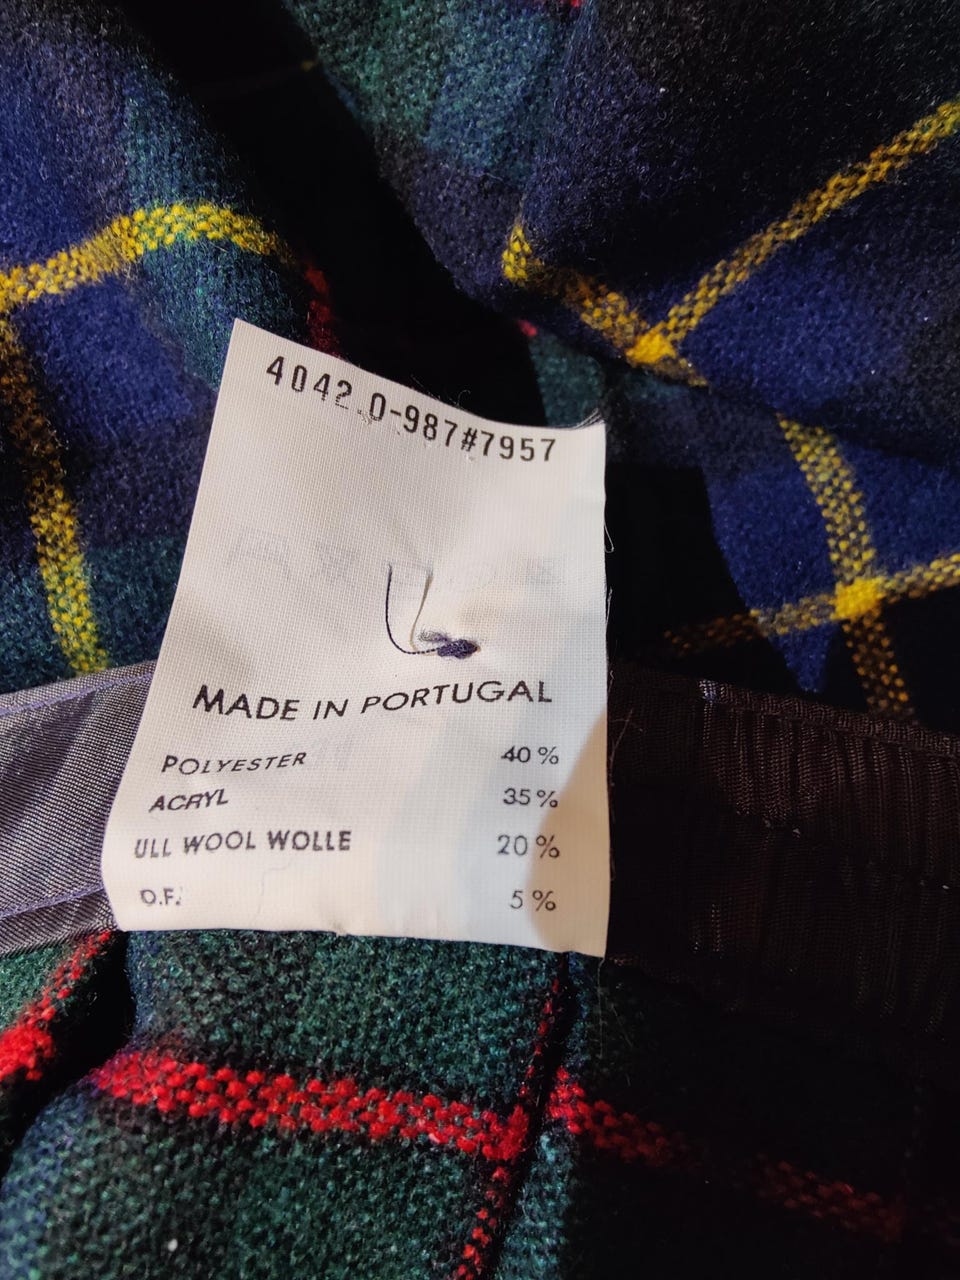 4042.0-987#7957
MADE IN PORTUGAL
POLYESTER 40%
ACRYL 35%
ULL WOOL WOLLE 20%
O.F. 5%